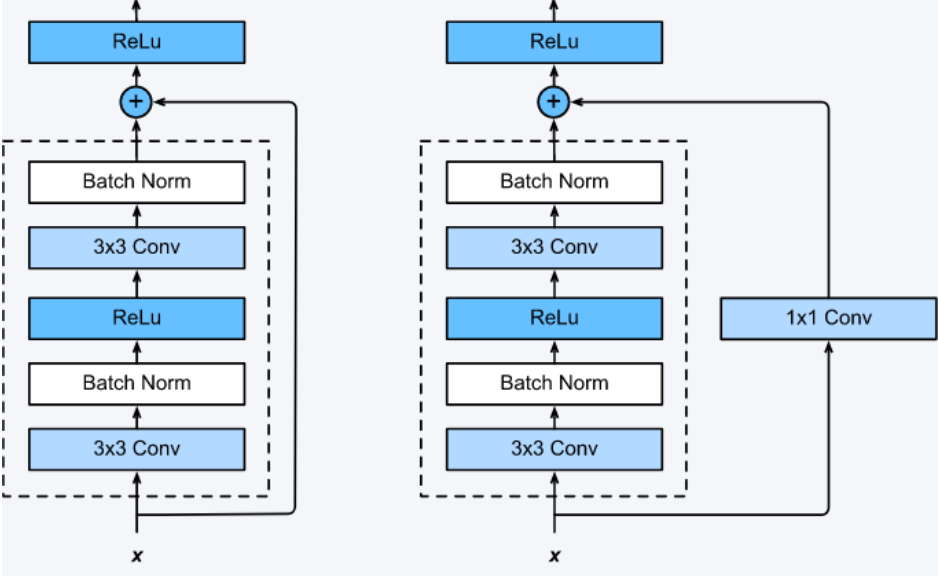 ReLu
+
Batch Norm
3x3 Conv
ReLu
Batch Norm
3x3 Conv
x
ReLu
+
Batch Norm
3x3 Conv
ReLu
1x1 Conv
Batch Norm
3x3 Conv
x